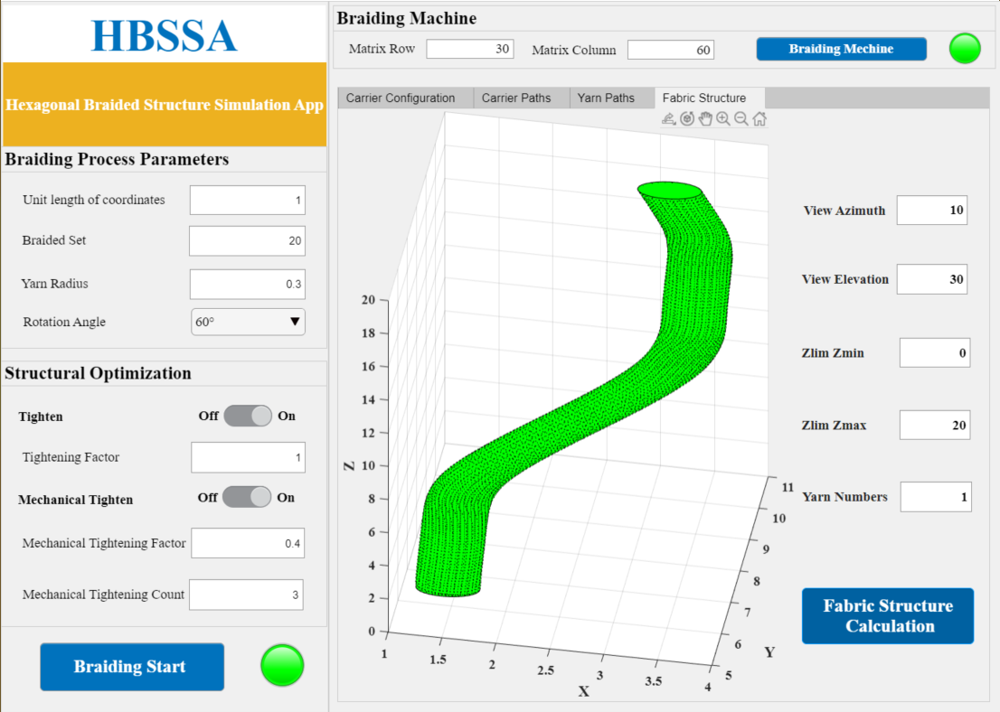 HBSSA
Hexagonal Braided Structure Simulation App
Braiding Process Parameters
Unit length of coordinates 1
Braided Set 20
Yarn Radius 0.3
Rotation Angle 60°
Structural Optimization
Tighten Off On
Tightening Factor 1
Mechanical Tighten Off On
Mechanical Tightening Factor 0.4
Mechanical Tightening Count 3
Braiding Start
Braiding Machine
Matrix Row 30 Matrix Column 60 Braiding Mechine
Carrier Configuration Carrier Paths Yarn Paths Fabric Structure
20
18
16
14
12
10
8
6
4
2
0
Z
1
1.5
2
2.5
3
3.5
4
X
5
6
7
8
9
10
11
Y
View Azimuth 10
View Elevation 30
Zlim Zmin 0
Zlim Zmax 20
Yarn Numbers 1
Fabric Structure
Calculation